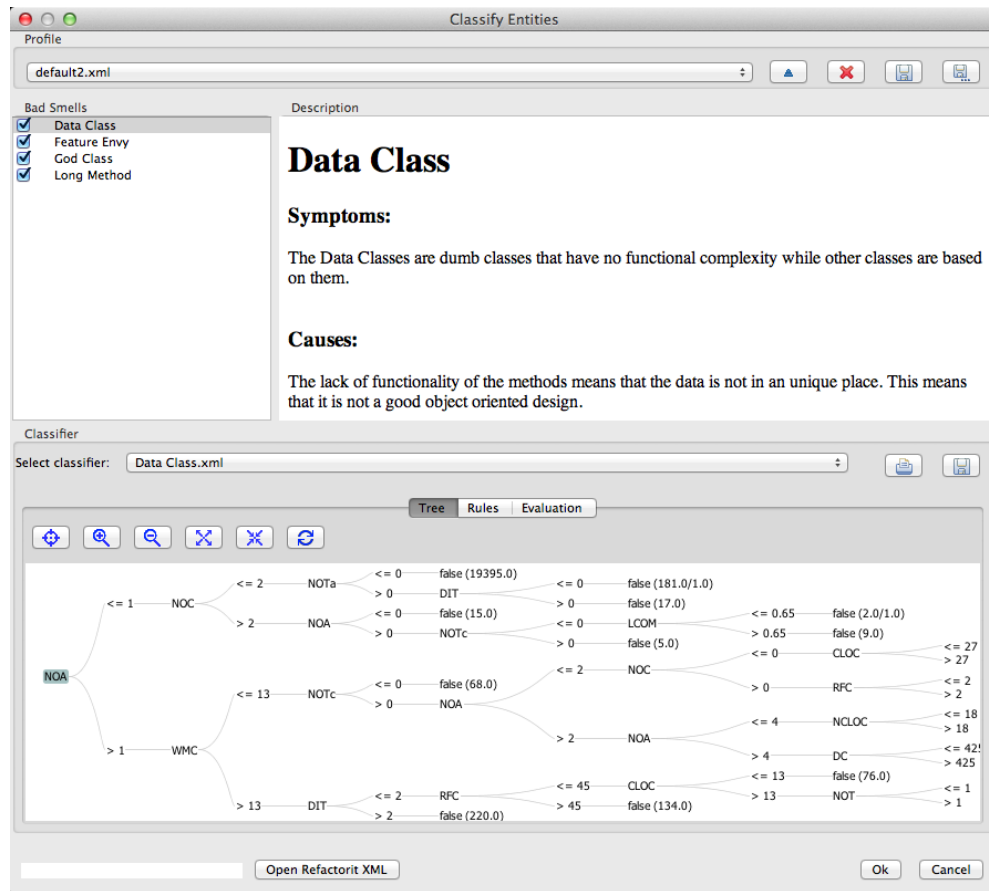 Classify Entities
Profile
default2.xml
Bad Smells
Description
Data Class
Feature Envy
God Class
Long Method
Data Class
Symptoms:
The Data Classes are dumb classes that have no functional complexity while other classes are based
on them.
Causes:
The lack of functionality of the methods means that the data is not in an unique place. This means
that it is not a good object oriented design.
Classifier
Select classifier: Data Class.xml
Tree Rules Evaluation
<= 0 false (19395.0)
<= 2 NOTa <= 0 false (181.0/1.0)
> 0 DIT
<= 1 NOC > 0 false (17.0)
<= 0 false (15.0) <= 0.65 false (2.0/1.0)
> 2 NOA <= 0 LCOM
> 0 NOTc > 0.65 false (9.0)
> 0 false (5.0) <= 27
<= 0 CLOC
> 27
<= 2 NOC
NOA <= 0 false (68.0) <= 2
> 0 RFC
<= 13 NOTc > 2
> 0 NOA
<= 18
<= 4 NCLOC
> 18
> 2 NOA
> 1 WMC <= 425
> 4 DC
> 425
<= 13 false (76.0)
<= 45 CLOC
<= 2 RFC > 13 NOT <= 1
> 13 DIT > 45 false (134.0) > 1
> 2 false (220.0)
Open Refactorit XML Ok Cancel